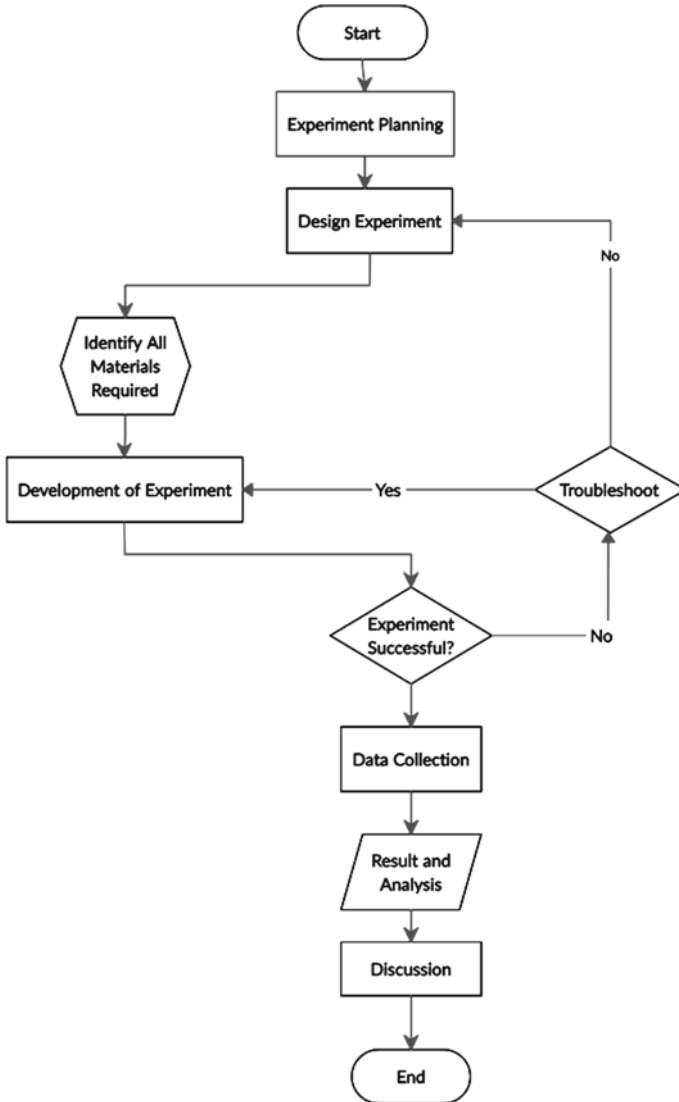 Start
Experiment Planning
Design Experiment
No
Identify All
Materials
Required
Development of Experiment
Yes
Troubleshoot
Experiment
Successful?
No
Data Collection
Result and
Analysis
Discussion
End